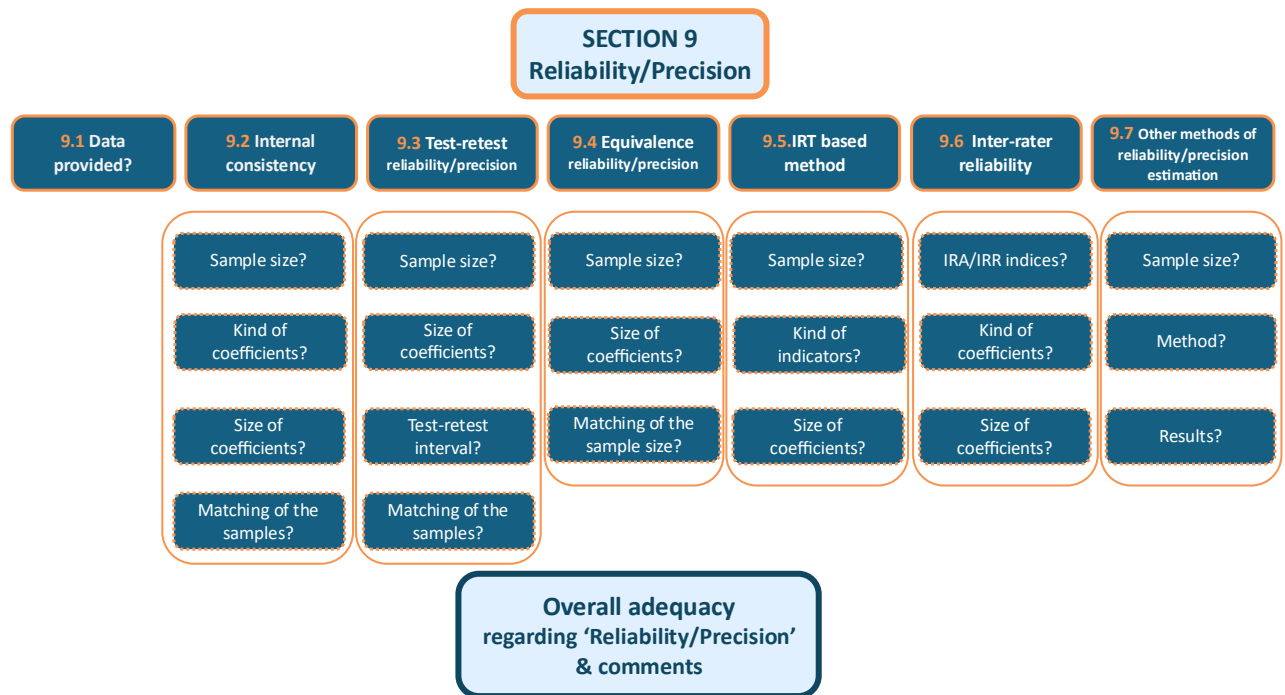 SECTION 9
Reliability/Precision
9.1 Data
provided?
9.2 Internal
consistency
9.3 Test-retest
reliability/precision
9.4 Equivalence
reliability/precision
9.5.IRT based
method
9.6 Inter-rater
reliability
9.7 Other methods of
reliability/precision
estimation
Sample size?
Kind of
coefficients?
Size of
coefficients?
Matching of the
samples?
Sample size?
Size of
coefficients?
Test-retest
interval?
Matching of the
samples?
Sample size?
Size of
coefficients?
Matching of the
sample size?
Sample size?
Kind of
indicators?
Size of
coefficients?
IRA/IRR indices?
Kind of
coefficients?
Size of
coefficients?
Sample size?
Method?
Results?
Overall adequacy
regarding ‘Reliability/Precision’
& comments